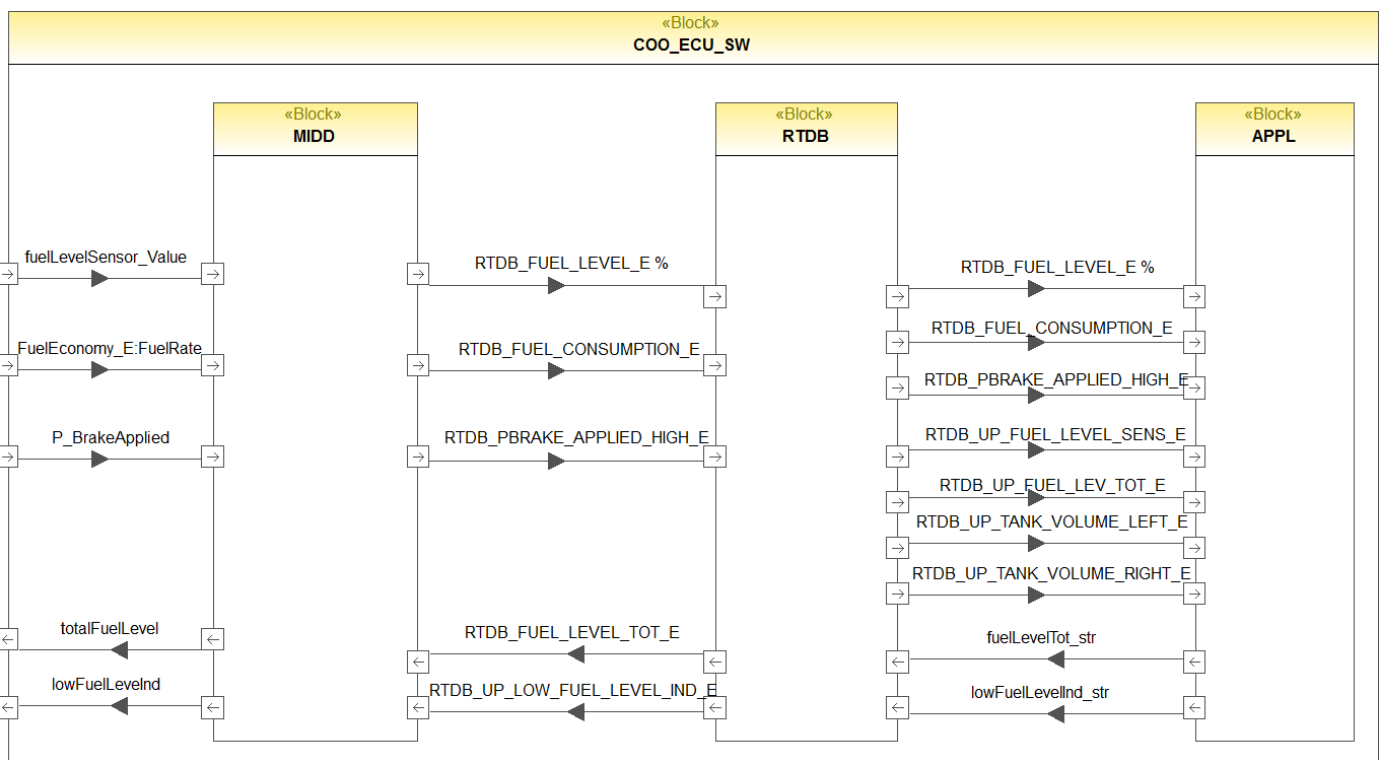 «Block»
COO_ECU_SW
«Block»
MIDD
«Block»
RTDB
«Block»
APPL
fuelLevelSensor_Value
RTDB_FUEL_LEVEL_E %
RTDB_FUEL_LEVEL_E %
FuelEconomy_E:FuelRate
RTDB_FUEL_CONSUMPTION_E
RTDB_FUEL_CONSUMPTION_E
RTDB_PBRAKE_APPLIED_HIGH_E
P_BrakeApplied
RTDB_PBRAKE_APPLIED_HIGH_E
RTDB_UP_FUEL_LEVEL_SENS_E
RTDB_UP_FUEL_LEV_TOT_E
RTDB_UP_TANK_VOLUME_LEFT_E
RTDB_UP_TANK_VOLUME_RIGHT_E
totalFuelLevel
RTDB_FUEL_LEVEL_TOT_E
fuelLevelTot_str
lowFuelLeveInd
RTDB_UP_LOW_FUEL_LEVEL_IND_E
lowFuelLevelInd_str